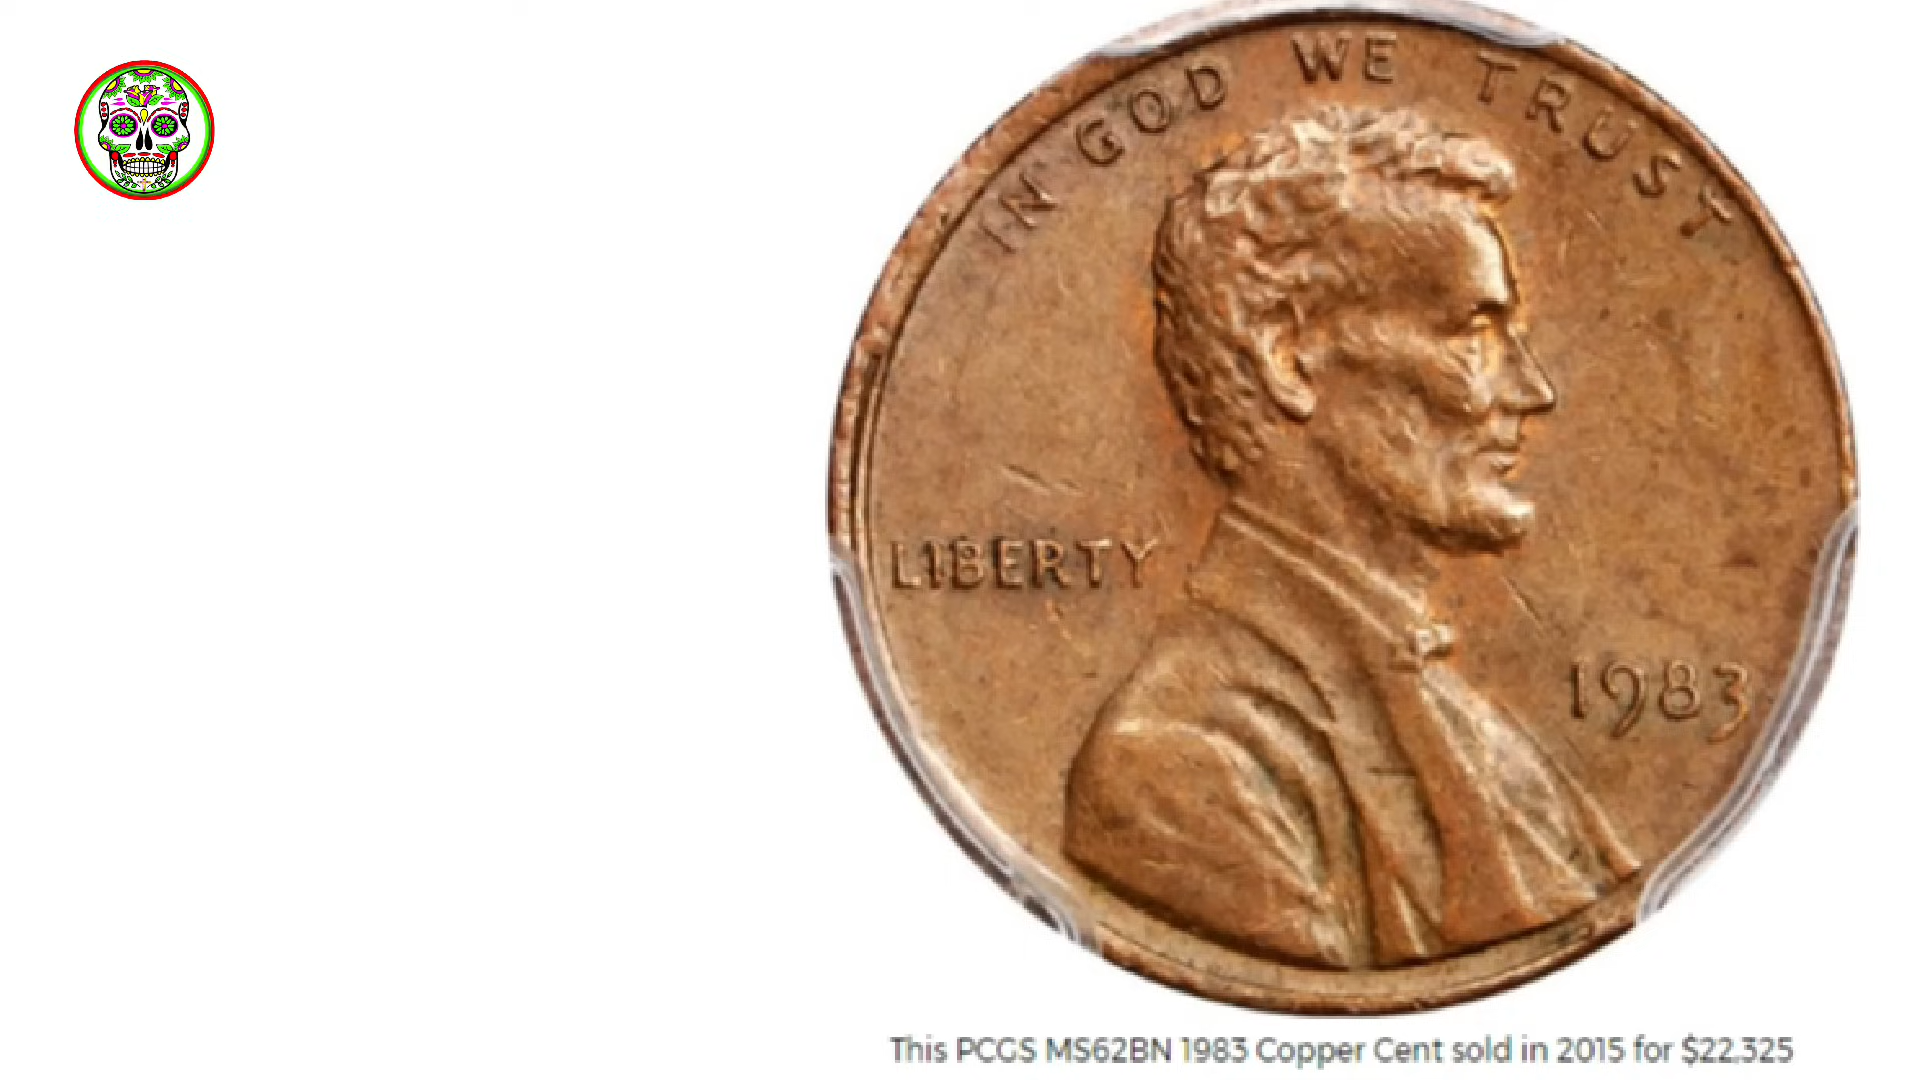 IN GOD WE TRUST
LIBERTY
1983
This PCGS MS62BN 1983 Copper Cent sold in 2015 for $22,325